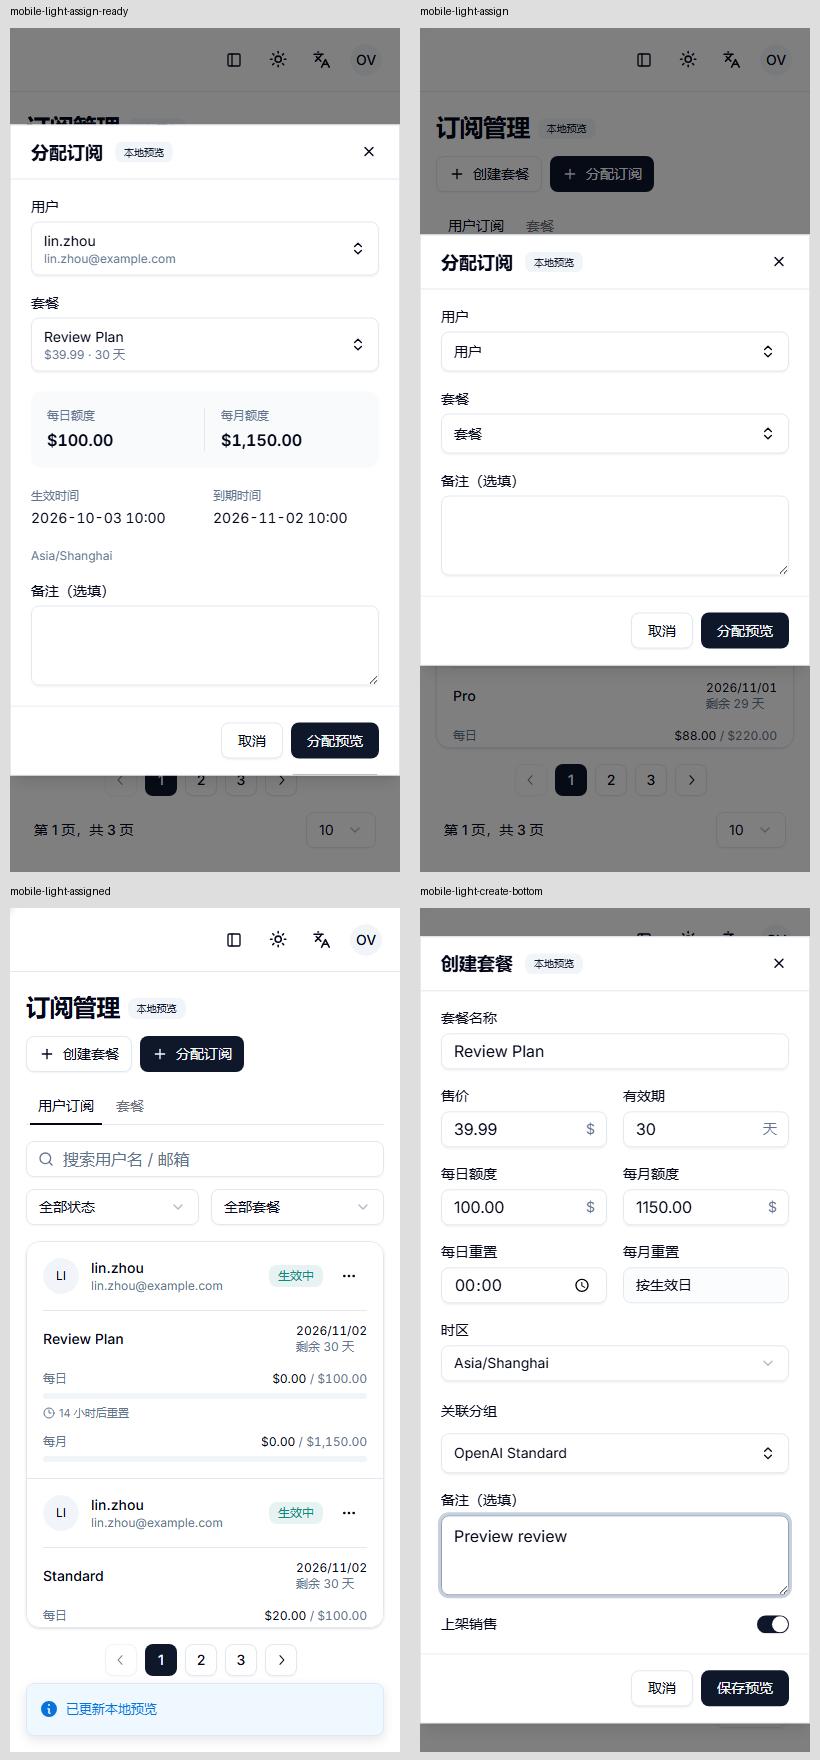 mobile-light-assign-ready
OV
订阅管理 本地预览
分配订阅 本地预览
用户
lin.zhou
lin.zhou@example.com
套餐
Review Plan
$39.99 · 30 天
每日额度 每月额度
$100.00 $1,150.00
生效时间 到期时间
2026-10-03 10:00 2026-11-02 10:00
Asia/Shanghai
备注（选填）
取消 分配预览
1 2 3
第 1 页，共 3 页 10
mobile-light-assign
OV
订阅管理 本地预览
创建套餐 分配订阅
用户订阅 套餐
分配订阅 本地预览
用户
用户
套餐
套餐
备注（选填）
取消 分配预览
Pro 2026/11/01
剩余 29 天
每日 $88.00 / $220.00
1 2 3
第 1 页，共 3 页 10
mobile-light-assigned
OV
订阅管理 本地预览
创建套餐 分配订阅
用户订阅 套餐
搜索用户名 / 邮箱
全部状态 全部套餐
LI lin.zhou 生效中
lin.zhou@example.com
Review Plan 2026/11/02
剩余 30 天
每日 $0.00 / $100.00
14 小时后重置
每月 $0.00 / $1,150.00
LI lin.zhou 生效中
lin.zhou@example.com
Standard 2026/11/02
剩余 30 天
每日 $20.00 / $100.00
1 2 3
已更新本地预览
mobile-light-create-bottom
创建套餐 本地预览
套餐名称
Review Plan
售价 有效期
39.99 $ 30 天
每日额度 每月额度
100.00 $ 1150.00 $
每日重置 每月重置
00:00 按生效日
时区
Asia/Shanghai
关联分组
OpenAI Standard
备注（选填）
Preview review
上架销售
取消 保存预览